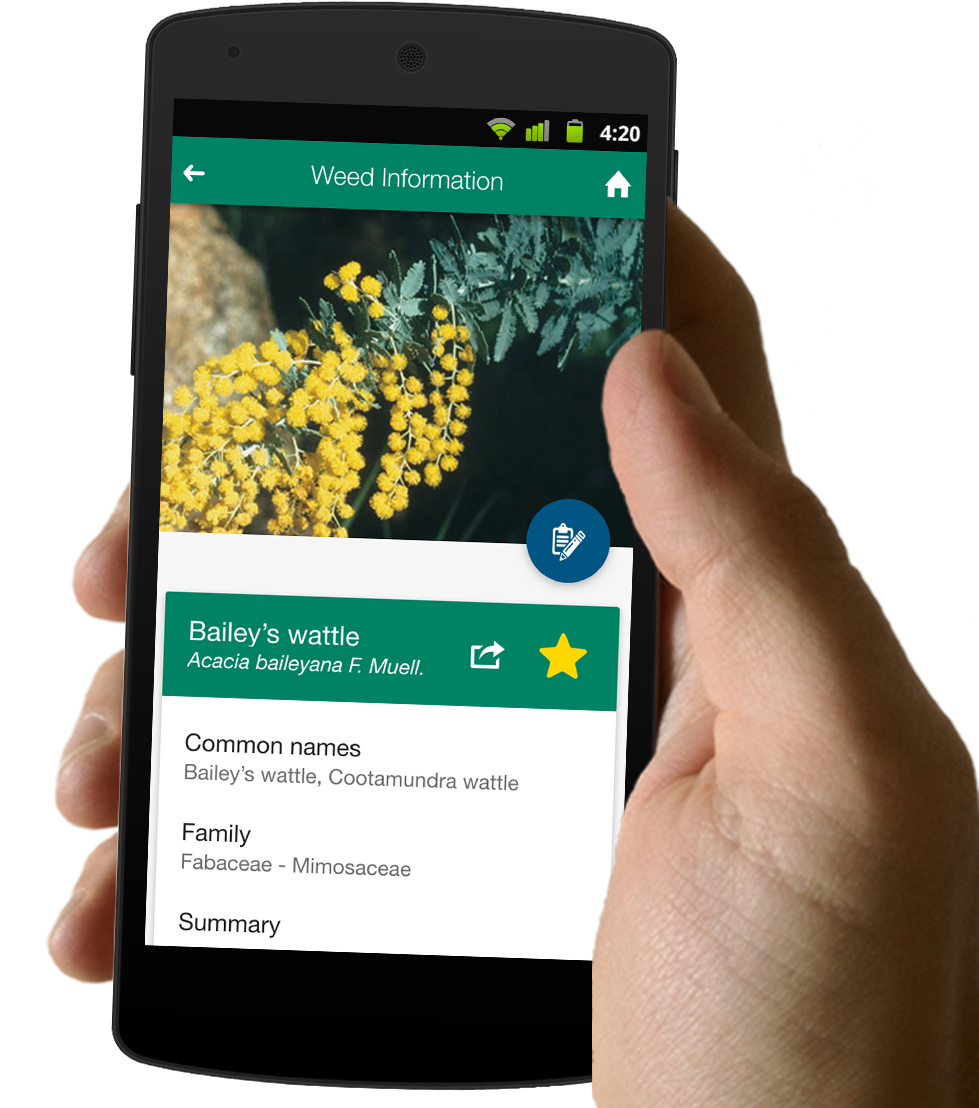 4:20
Weed Information
Bailey’s wattle
Acacia baileyana F. Muell.
Common names
Bailey’s wattle, Cootamundra wattle
Family
Fabaceae - Mimosaceae
Summary